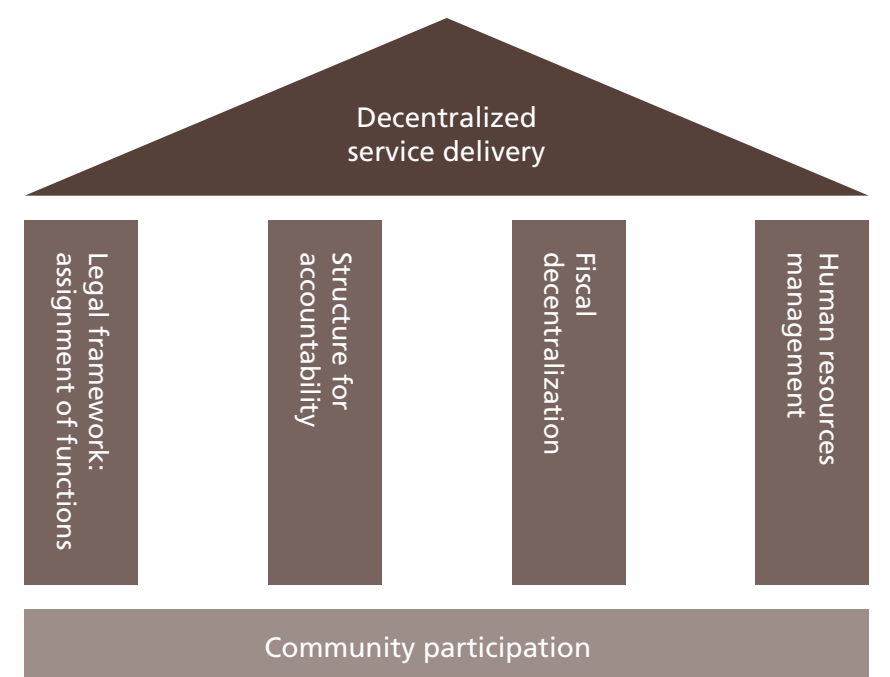 Decentralized
service delivery
Legal framework:
assignment of functions
Structure for
accountability
Fiscal
decentralization
Human resources
management
Community participation